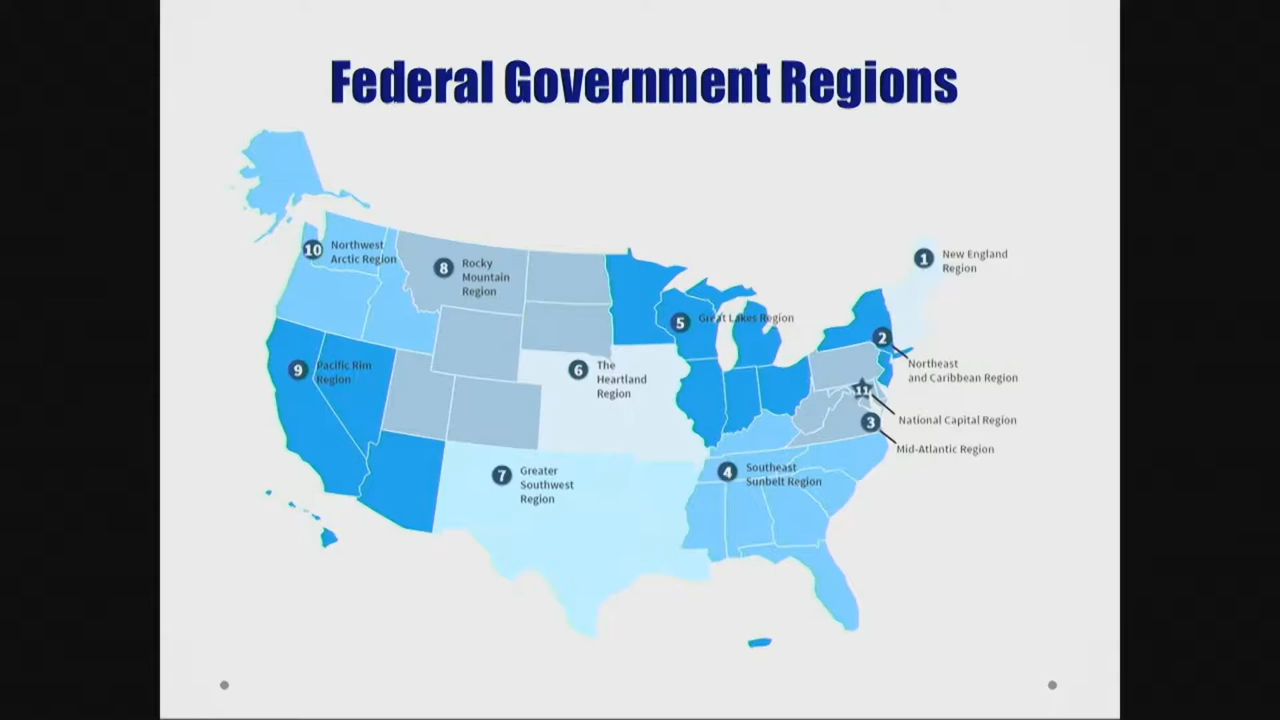 Federal Government Regions
10 Northwest
Arctic Region
8 Rocky
Mountain
Region
1 New England
Region
5 Great Lakes Region
2
Northeast
and Caribbean Region
9 Pacific Rim
Region
6 The
Heartland
Region
11
National Capital Region
3
Mid-Atlantic Region
7 Greater
Southwest
Region
4 Southeast
Sunbelt Region